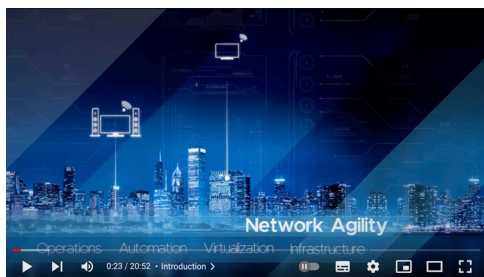 Network Agility
Operations Automation Virtualization Infrastructure
0:23 / 20:52 • Introduction >